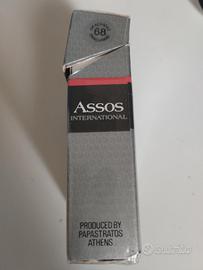 68
ASSOS
INTERNATIONAL
PRODUCED BY
PAPASTRATOS
ATHENS